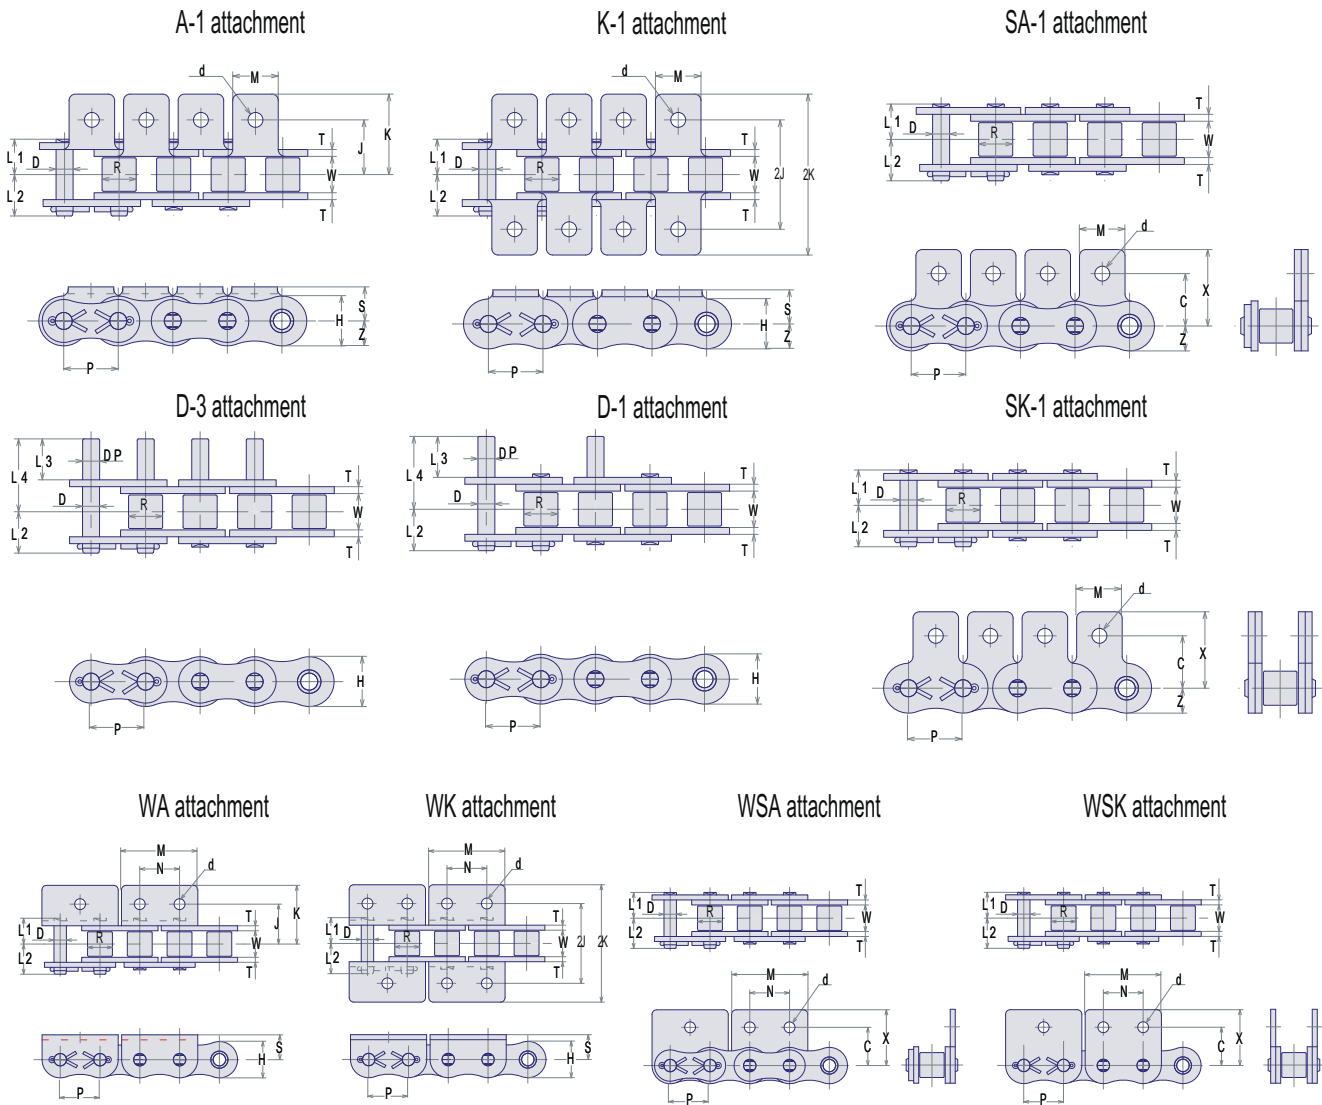 A-1 attachment
d M
T
L1
D R
J K
W
L2
T
S
H
Z
P
K-1 attachment
d M
T
L1
D R
2J 2K
W
L2
T
S
H
Z
P
SA-1 attachment
T
L1
D R
W
L2
T
M d
C X
Z
P
D-3 attachment
L3
L4
DP
T
D R
W
L2
T
H
P
D-1 attachment
L3
L4
DP
T
D R
W
L2
T
H
P
SK-1 attachment
T
L1
D R
W
L2
T
M d
C X
Z
P
WA attachment
M
N d
T
L1
D R
J K
W
L2
T
S
H
P
WK attachment
M
N d
T
L1
D R
2J 2K
W
L2
T
S
H
P
WSA attachment
T
L1
D R
W
L2
T
M
N d
C X
P
WSK attachment
T
L1
D R
W
L2
T
M
N d
C X
P